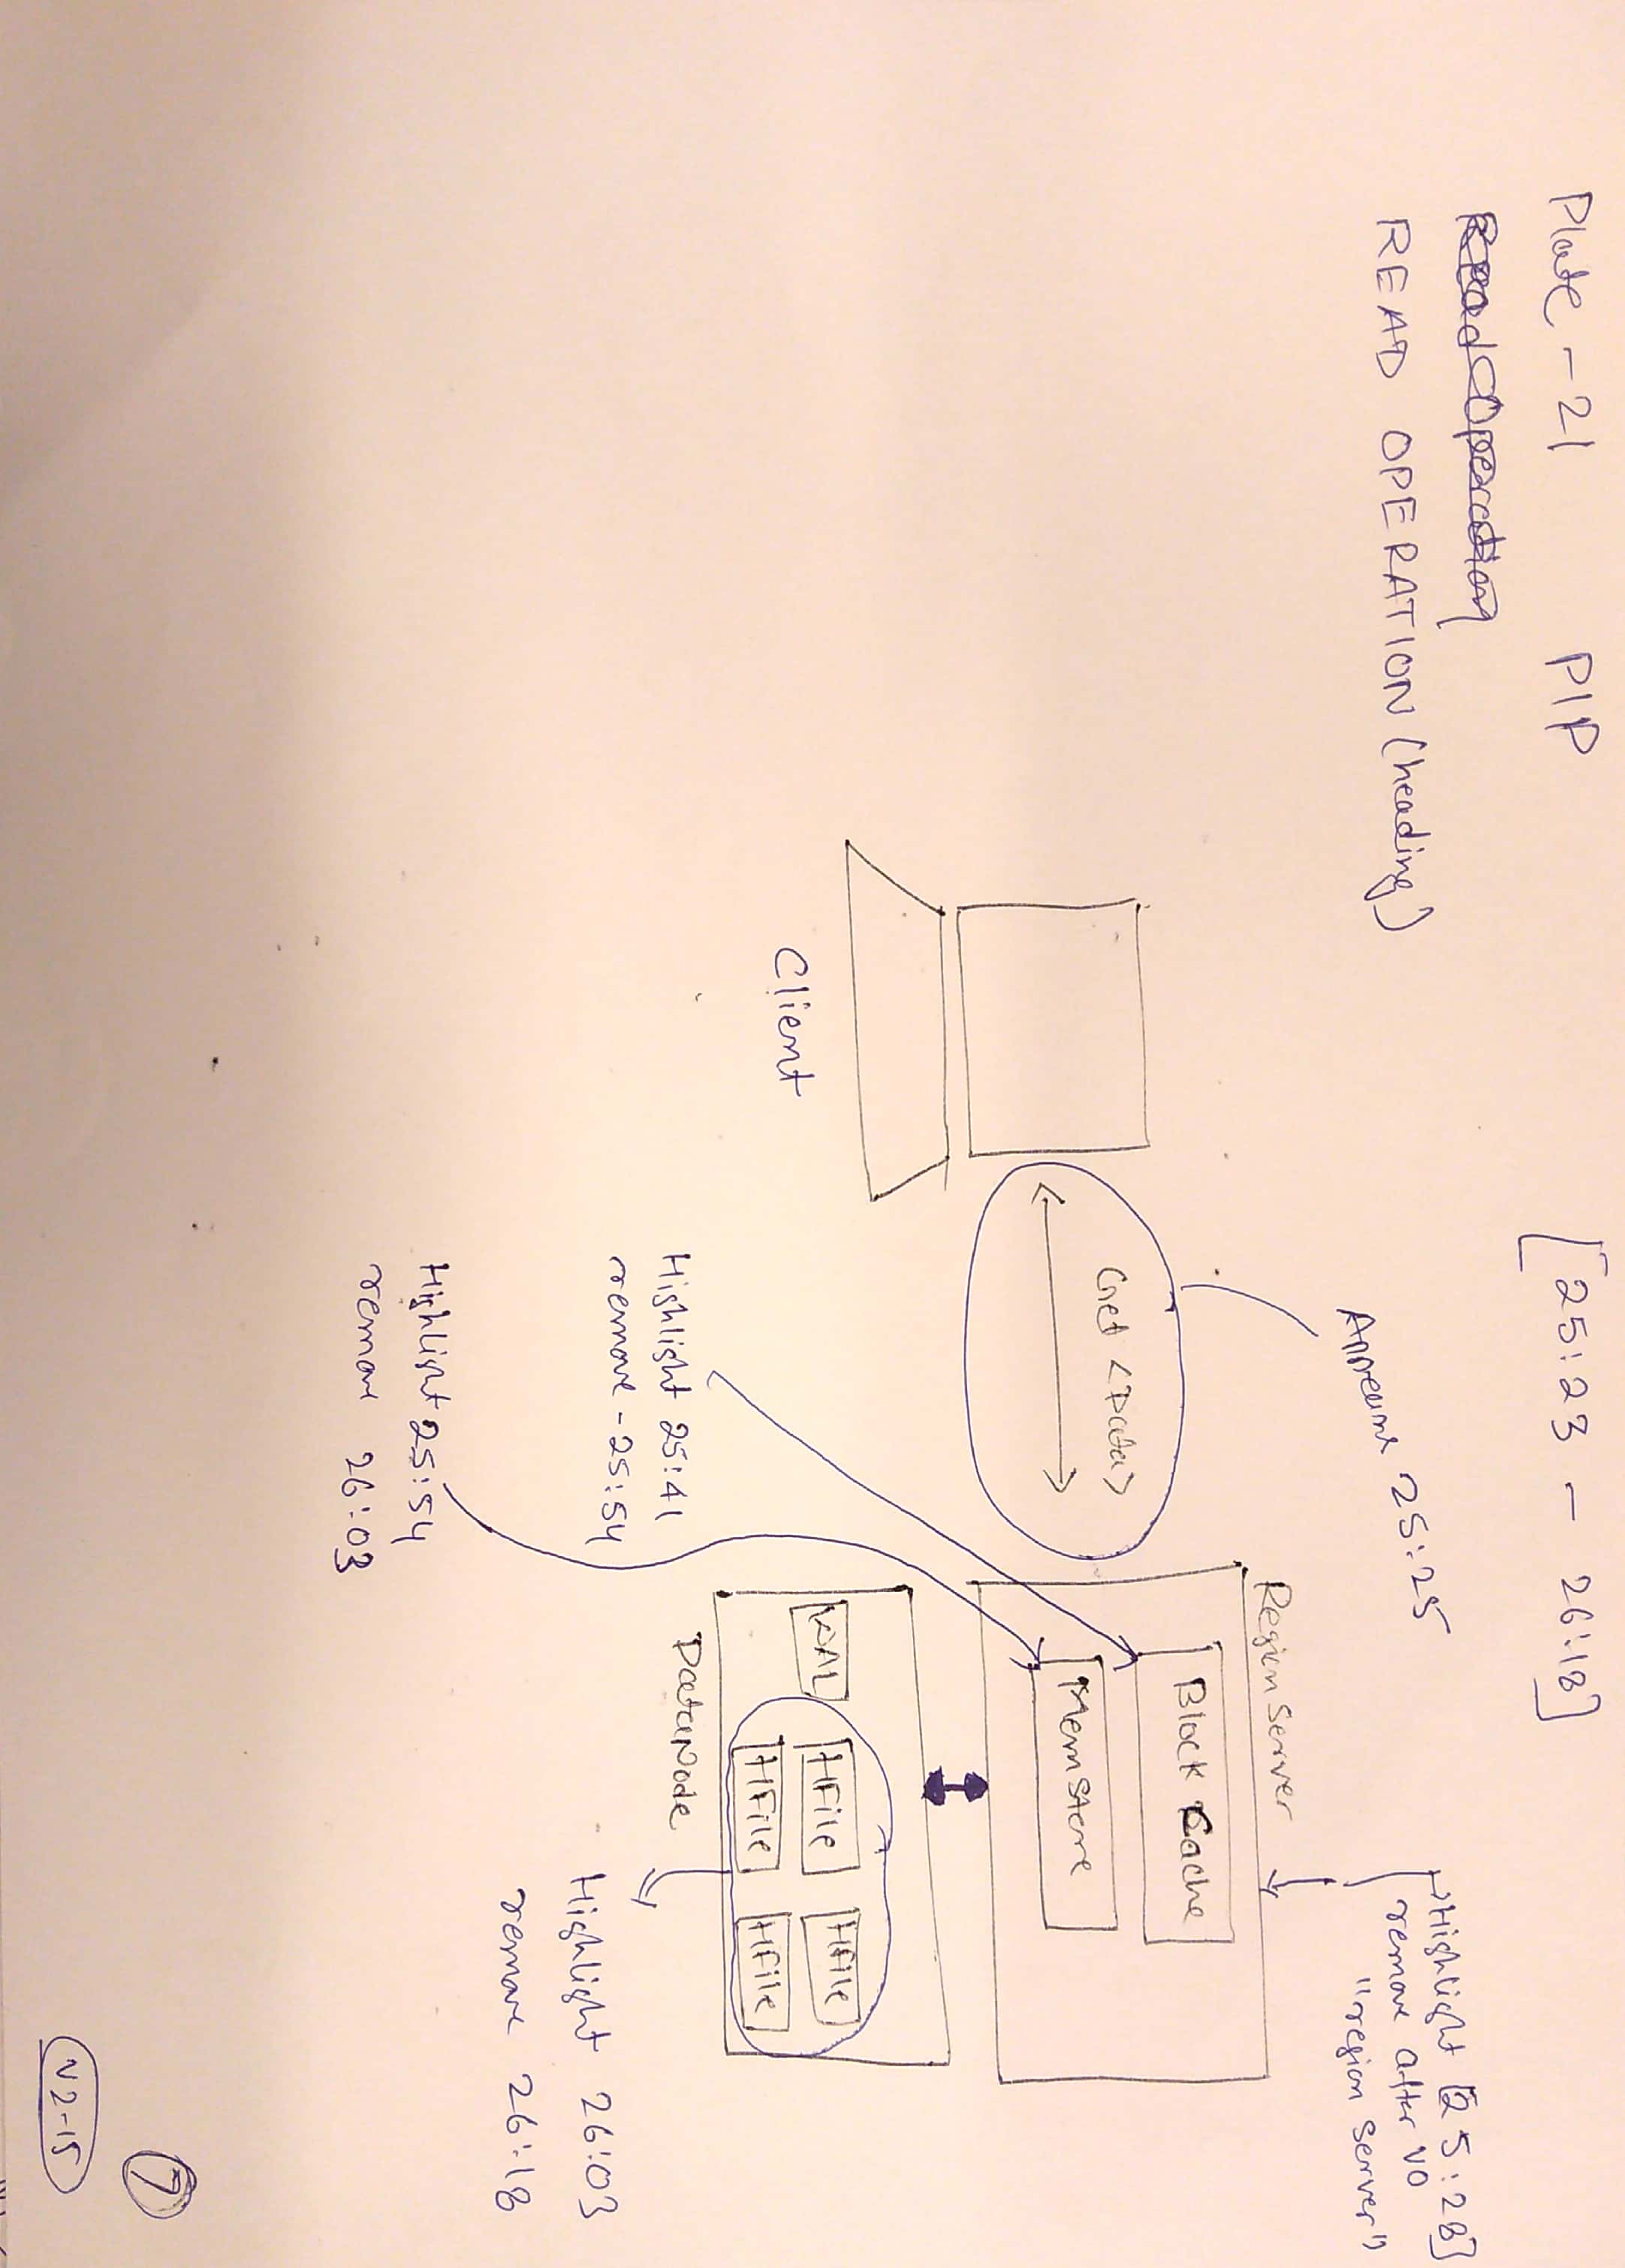 Plate - 21 PIP [25:23 - 26:18]
Read Operation
READ OPERATION (heading)
Appears 25:25
Highlight [25:28]
remove after VO
"region server")
Region Server
Block Cache
Get <Data>
MemStore
WAL HFile HFile
HFile HFile
Client
DataNode
Highlight 25:41
remove - 25:54
Highlight 26:03
remove 26:18
Highlight 25:54
remove 26:03
7
V2-15